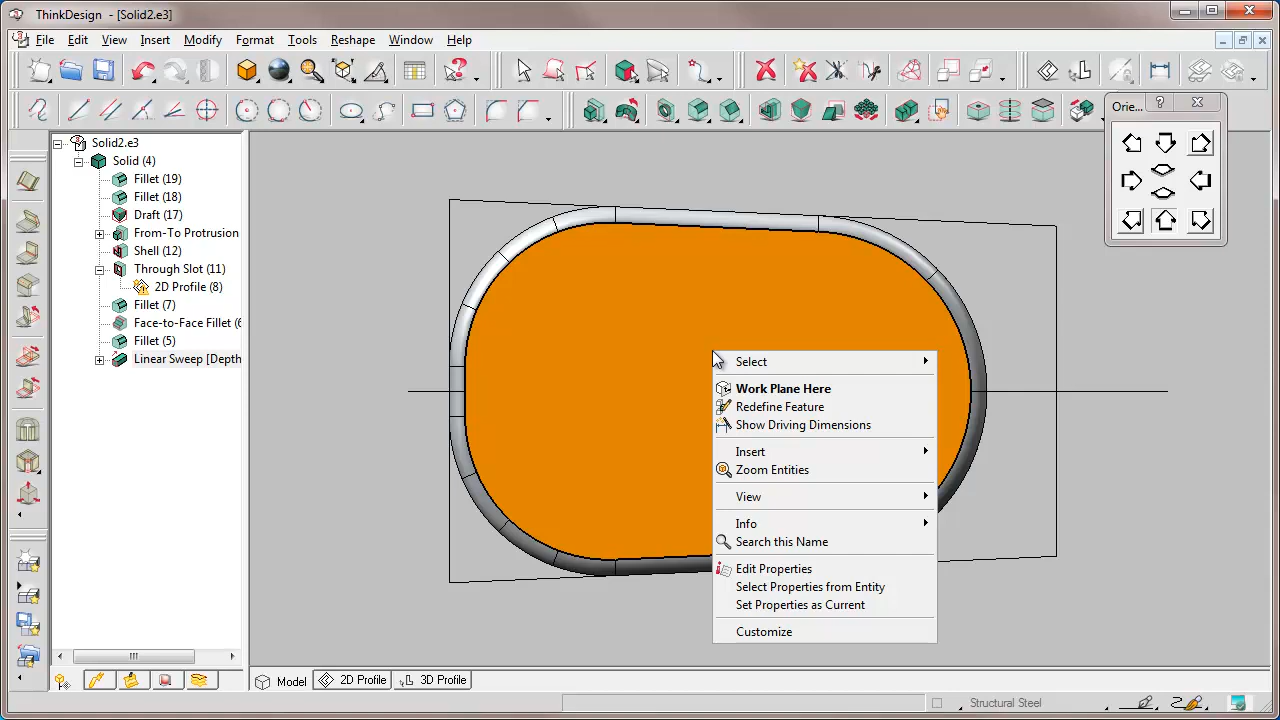 ThinkDesign - [Solid2.e3]
File Edit View Insert Modify Format Tools Reshape Window Help
Orie...
Solid2.e3
Solid (4)
Fillet (19)
Fillet (18)
Draft (17)
From-To Protrusion
Shell (12)
Through Slot (11)
2D Profile (8)
Fillet (7)
Face-to-Face Fillet (6
Fillet (5)
Linear Sweep [Depth
Select
Work Plane Here
Redefine Feature
Show Driving Dimensions
Insert
Zoom Entities
View
Info
Search this Name
Edit Properties
Select Properties from Entity
Set Properties as Current
Customize
Model 2D Profile 3D Profile
Structural Steel